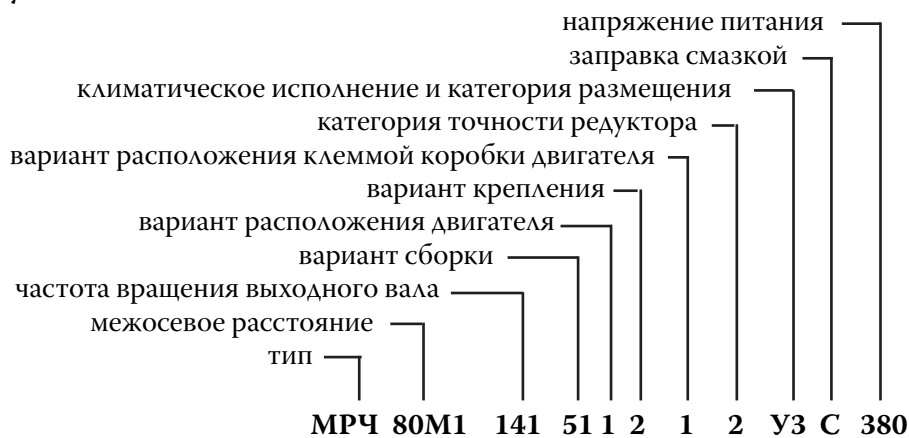 напряжение питания
заправка смазкой
климатическое исполнение и категория размещения
категория точности редуктора
вариант расположения клеммой коробки двигателя
вариант крепления
вариант расположения двигателя
вариант сборки
частота вращения выходного вала
межосевое расстояние
тип
МРЧ 80М1 141 51 1 2 1 2 У3 С 380